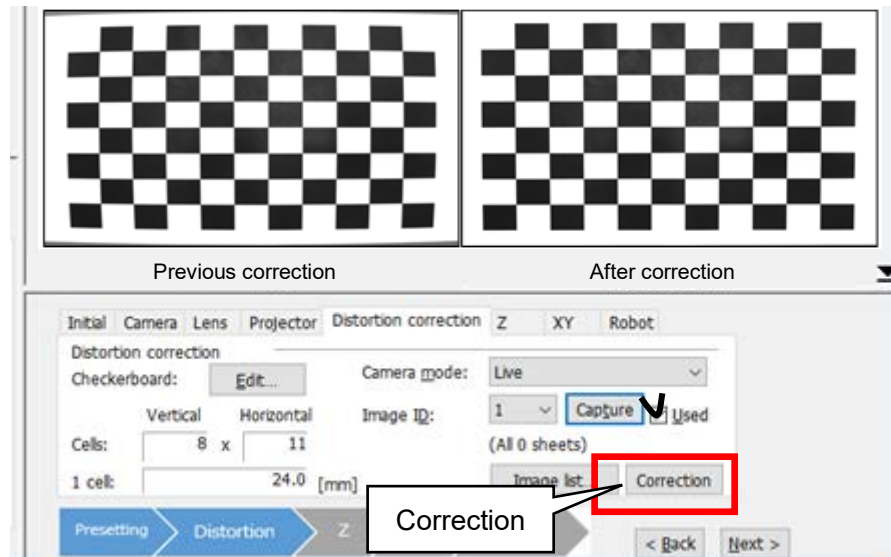 Previous correction
After correction
Initial Camera Lens Projector Distortion correction Z XY Robot
Distortion correction
Checkerboard: Edit... Camera mode: Live
Vertical Horizontal Image ID: 1 Capture Used
Cells: 8 x 11 (All 0 sheets)
1 cell: 24.0 [mm] Image list Correction
Correction
Presetting Distortion Z
< Back Next >